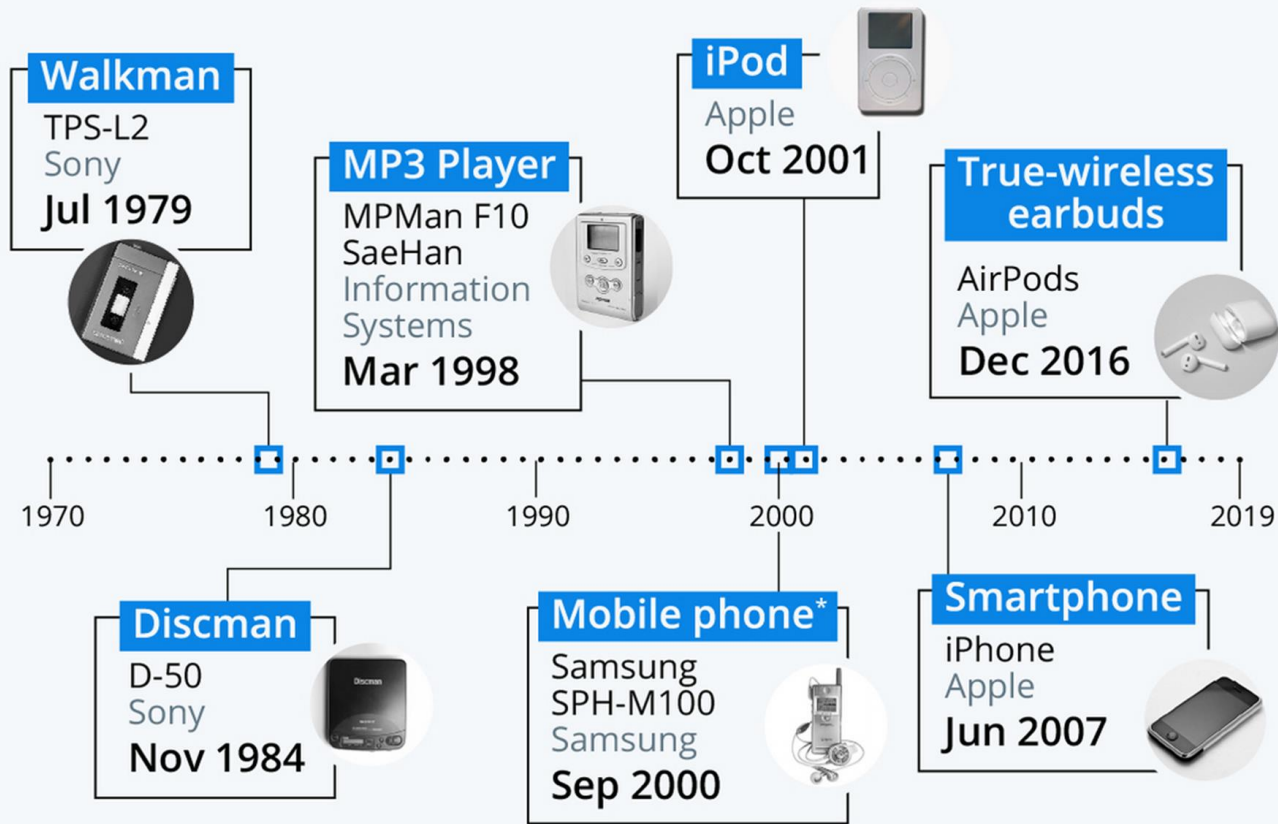 Walkman
TPS-L2
Sony
Jul 1979
MP3 Player
MPMan F10
SaeHan
Information
Systems
Mar 1998
iPod
Apple
Oct 2001
True-wireless
earbuds
AirPods
Apple
Dec 2016
1970
1980
1990
2000
2010
2019
Discman
D-50
Sony
Nov 1984
Discman
Mobile phone*
Samsung
SPH-M100
Samsung
Sep 2000
Smartphone
iPhone
Apple
Jun 2007